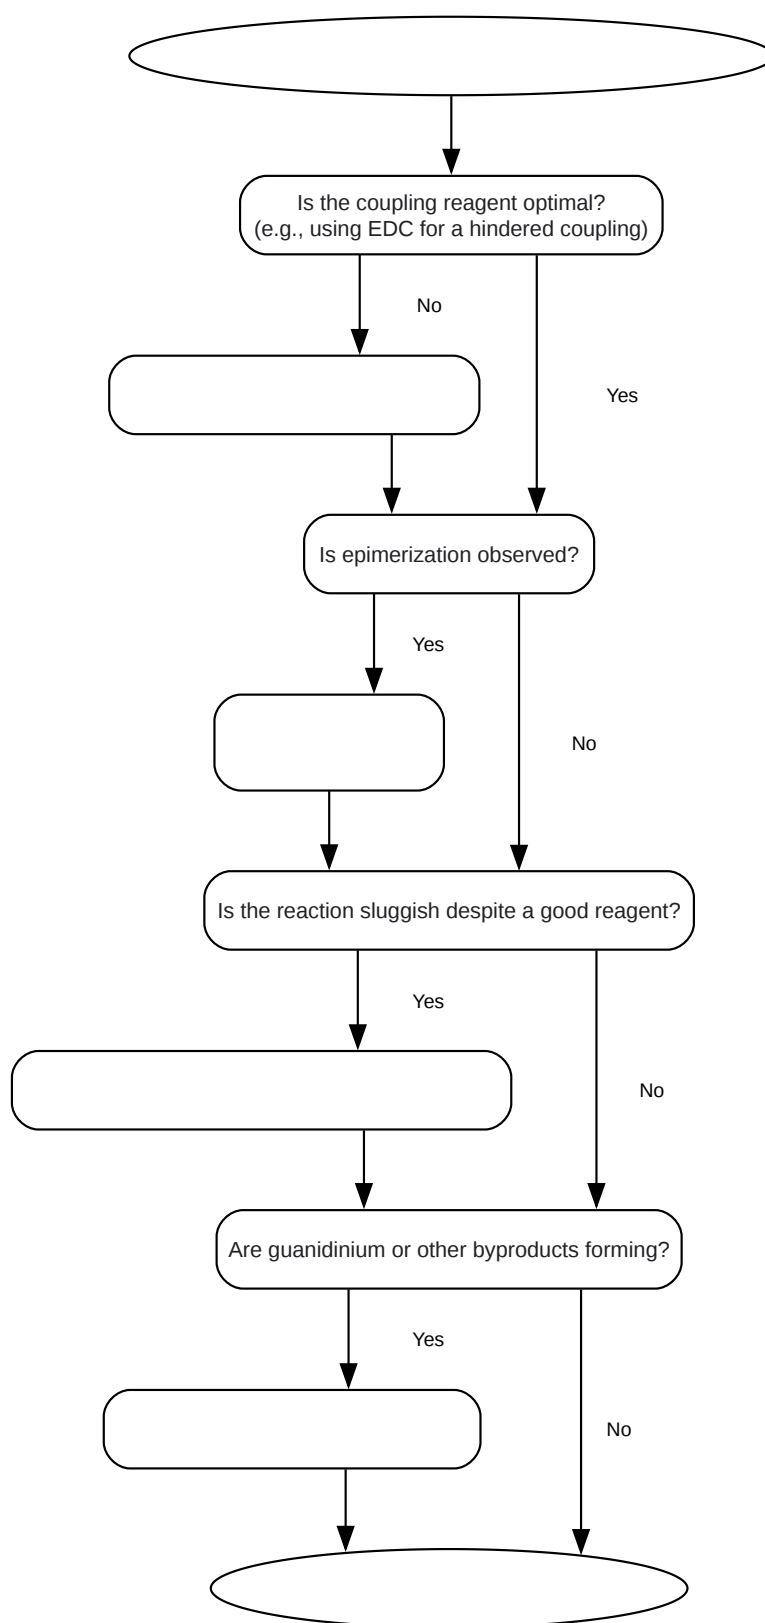 Is the coupling reagent optimal?
(e.g., using EDC for a hindered coupling)
No
Yes
Is epimerization observed?
Yes
No
Is the reaction sluggish despite a good reagent?
Yes
No
Are guanidinium or other byproducts forming?
Yes
No